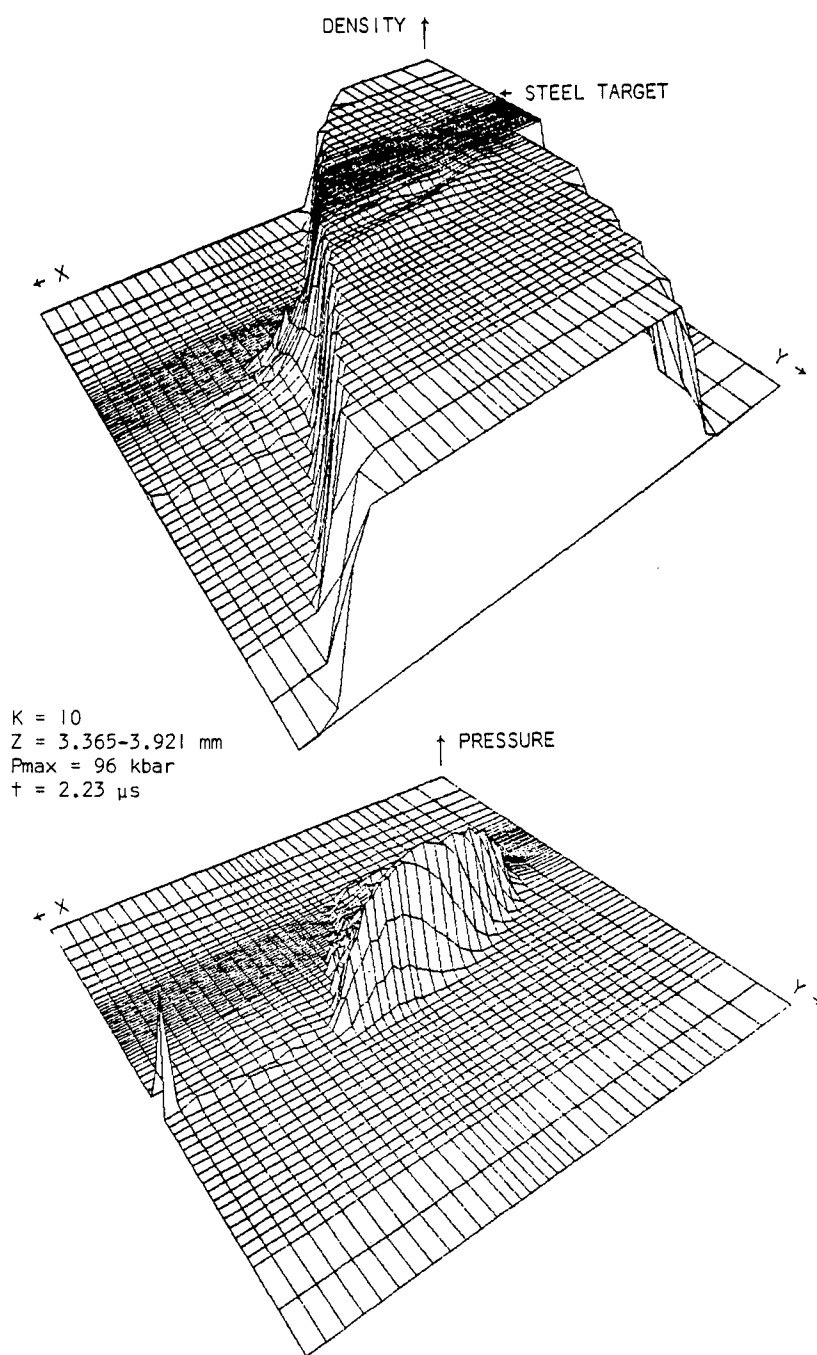 DENSITY ↑
← STEEL TARGET
← X
Y →
K = 10
Z = 3.365-3.921 mm
Pmax = 96 kbar
t = 2.23 μs
↑ PRESSURE
← X
Y →